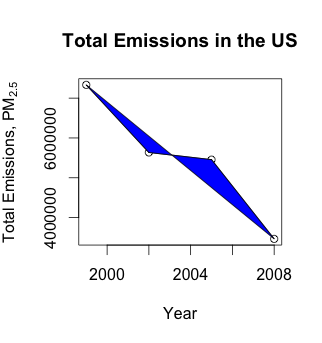 Total Emissions in the US
Total Emissions, PM2.5
6000000
4000000
2000
2004
2008
Year